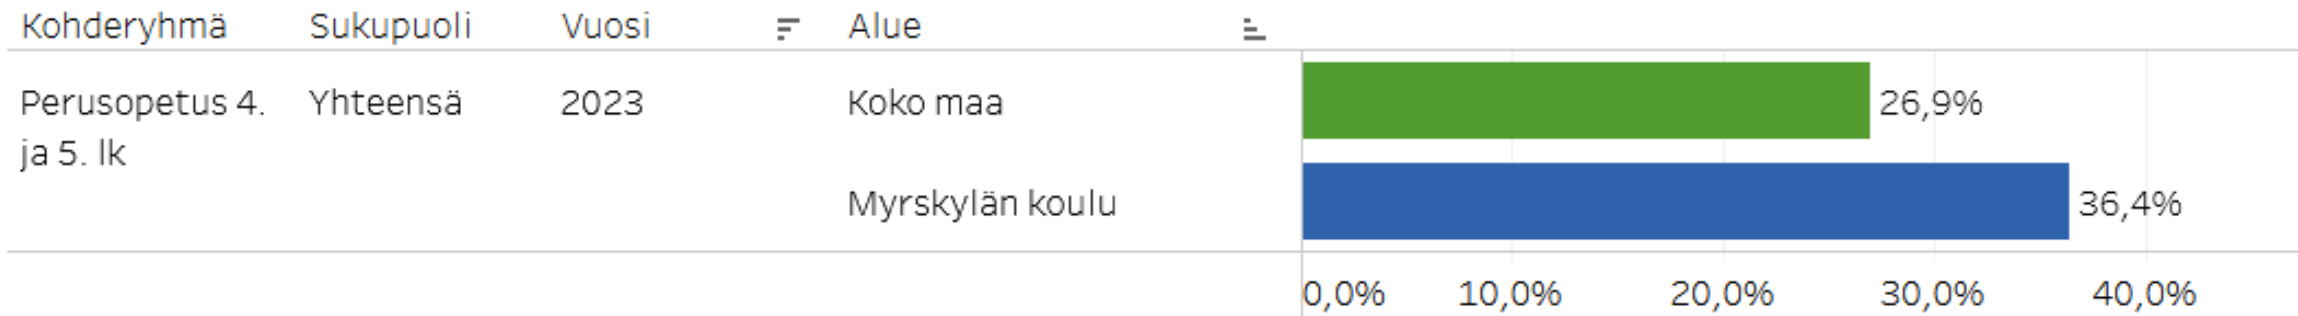 Kohderyhmä Sukupuoli Vuosi Alue
Perusopetus 4. Yhteensä 2023 Koko maa 26,9%
ja 5. lk
Myrskylän koulu 36,4%
0,0% 10,0% 20,0% 30,0% 40,0%